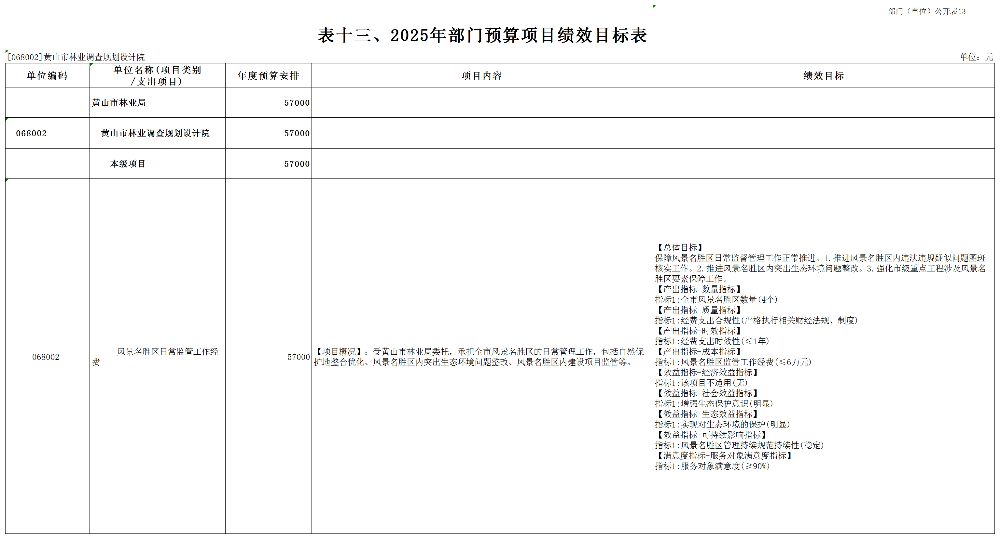 部门（单位）公开表13
表十三、2025年部门预算项目绩效目标表
[068002]黄山市林业调查规划设计院
单位：元
单位编码
单位名称(项目类别
/支出项目)
年度预算安排
项目内容
绩效目标
黄山市林业局
57000
068002
黄山市林业调查规划设计院
57000
本级项目
57000
068002
风景名胜区日常监管工作经
费
57000
【项目概况】：受黄山市林业局委托，承担全市风景名胜区的日常管理工作，包括自然保
护地整合优化、风景名胜区内突出生态环境问题整改、风景名胜区内建设项目监管等。
【总体目标】
保障风景名胜区日常监督管理工作正常推进。1.推进风景名胜区内违法违规疑似问题图斑
核实工作。2.推进风景名胜区内突出生态环境问题整改。3.强化市级重点工程涉及风景名
胜区要素保障工作。
【产出指标-数量指标】
指标1:全市风景名胜区数量(4个)
【产出指标-质量指标】
指标1:经费支出合规性(严格执行相关财经法规、制度)
【产出指标-时效指标】
指标1:经费支出时效性(≤1年)
【产出指标-成本指标】
指标1:风景名胜区监管工作经费(≤6万元)
【效益指标-经济效益指标】
指标1:该项目不适用(无)
【效益指标-社会效益指标】
指标1:增强生态保护意识(明显)
【效益指标-生态效益指标】
指标1:实现对生态环境的保护(明显)
【效益指标-可持续影响指标】
指标1:风景名胜区管理持续规范持续性(稳定)
【满意度指标-服务对象满意度指标】
指标1:服务对象满意度(≥90%)